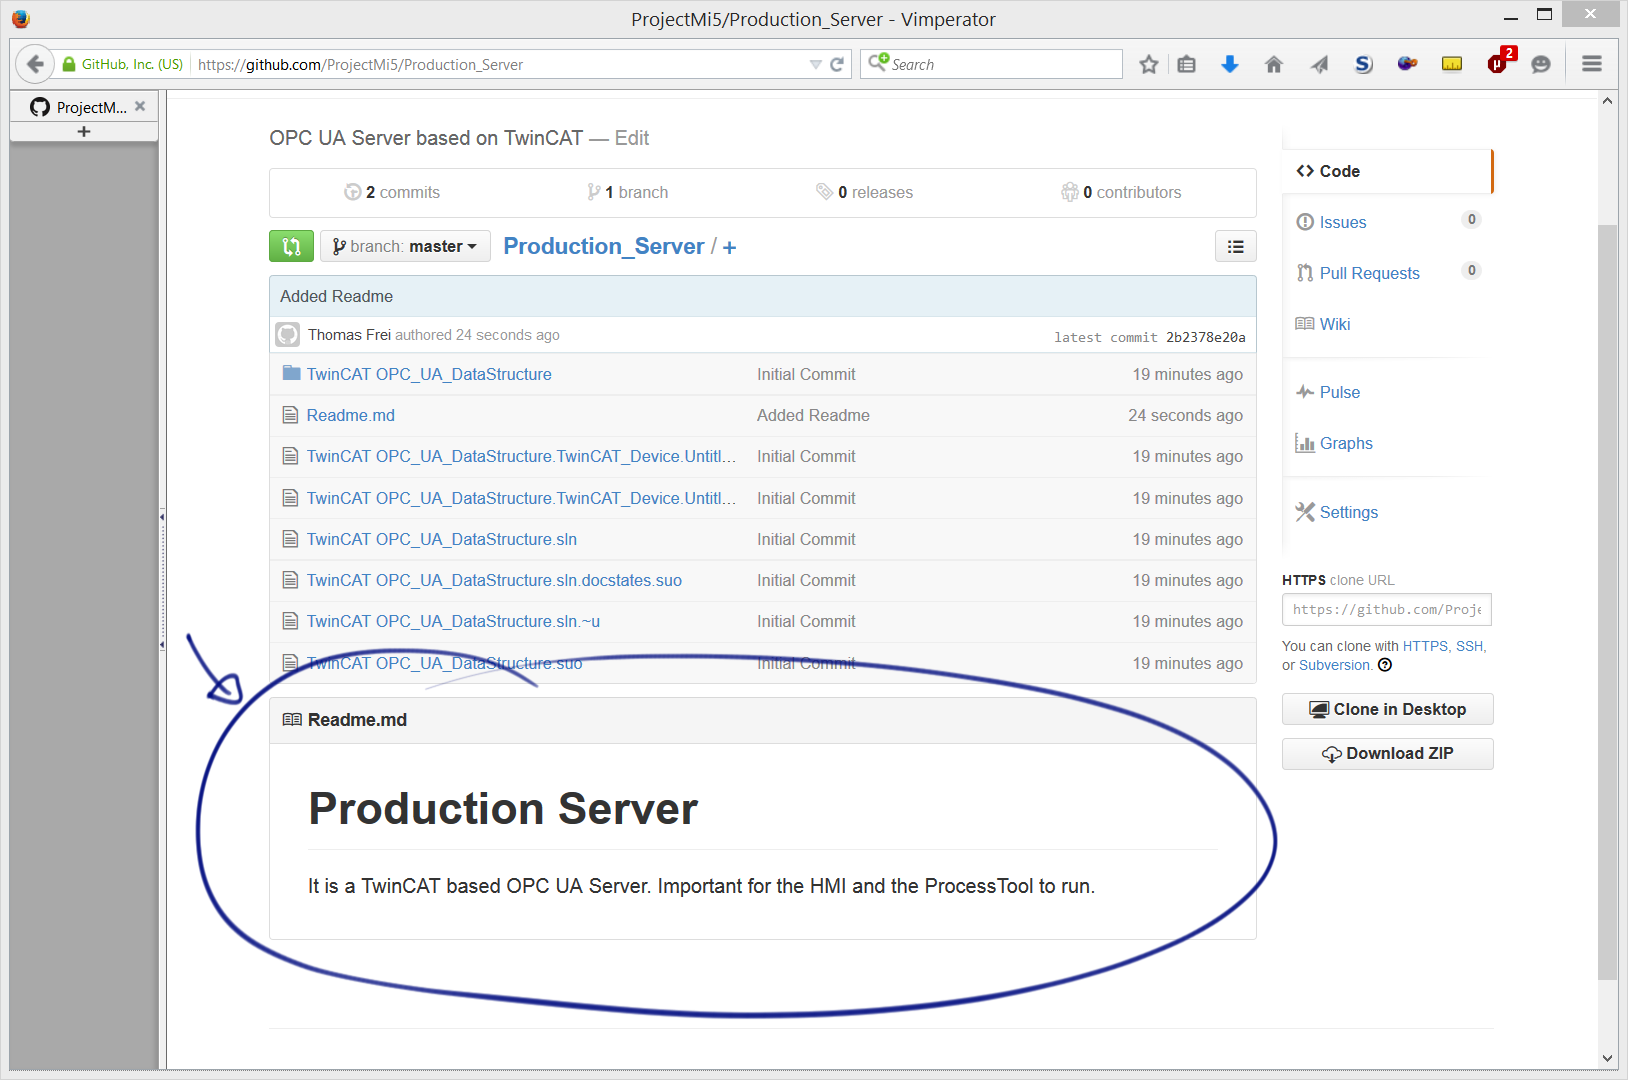 ProjectMi5/Production_Server - Vimperator
GitHub, Inc. (US) https://github.com/ProjectMi5/Production_Server Search 2
ProjectM...
+
OPC UA Server based on TwinCAT — Edit
2 commits 1 branch 0 releases 0 contributors
branch: master Production_Server / +
Added Readme
Thomas Frei authored 24 seconds ago latest commit 2b2378e20a
TwinCAT OPC_UA_DataStructure Initial Commit 19 minutes ago
Readme.md Added Readme 24 seconds ago
TwinCAT OPC_UA_DataStructure.TwinCAT_Device.Untitl... Initial Commit 19 minutes ago
TwinCAT OPC_UA_DataStructure.TwinCAT_Device.Untitl... Initial Commit 19 minutes ago
TwinCAT OPC_UA_DataStructure.sln Initial Commit 19 minutes ago
TwinCAT OPC_UA_DataStructure.sln.docstates.suo Initial Commit 19 minutes ago
TwinCAT OPC_UA_DataStructure.sln.~u Initial Commit 19 minutes ago
TwinCAT OPC_UA_DataStructure.suo Initial Commit 19 minutes ago
Readme.md
Production Server
It is a TwinCAT based OPC UA Server. Important for the HMI and the ProcessTool to run.
Code
Issues 0
Pull Requests 0
Wiki
Pulse
Graphs
Settings
HTTPS clone URL
https://github.com/Proje
You can clone with HTTPS, SSH,
or Subversion.
Clone in Desktop
Download ZIP